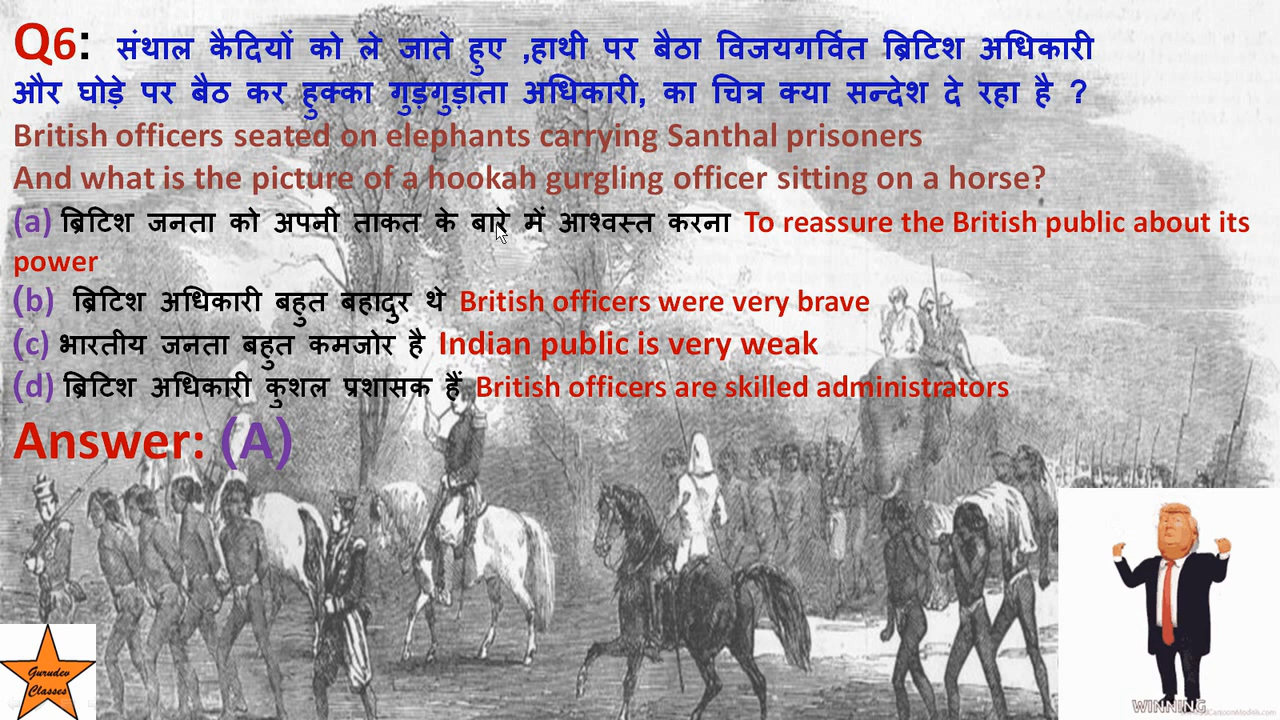 Q6: संथाल कैदियों को ले जाते हुए ,हाथी पर बैठा विजयगर्वित ब्रिटिश अधिकारी
और घोड़े पर बैठ कर हुक्का गुड़गुड़ाता अधिकारी, का चित्र क्या सन्देश दे रहा है ?
British officers seated on elephants carrying Santhal prisoners
And what is the picture of a hookah gurgling officer sitting on a horse?
(a) ब्रिटिश जनता को अपनी ताकत के बारे में आश्वस्त करना To reassure the British public about its
power
(b) ब्रिटिश अधिकारी बहुत बहादुर थे British officers were very brave
(c) भारतीय जनता बहुत कमजोर है Indian public is very weak
(d) ब्रिटिश अधिकारी कुशल प्रशासक हैं British officers are skilled administrators
Answer: (A)
Gurudev
Classes
WINNING